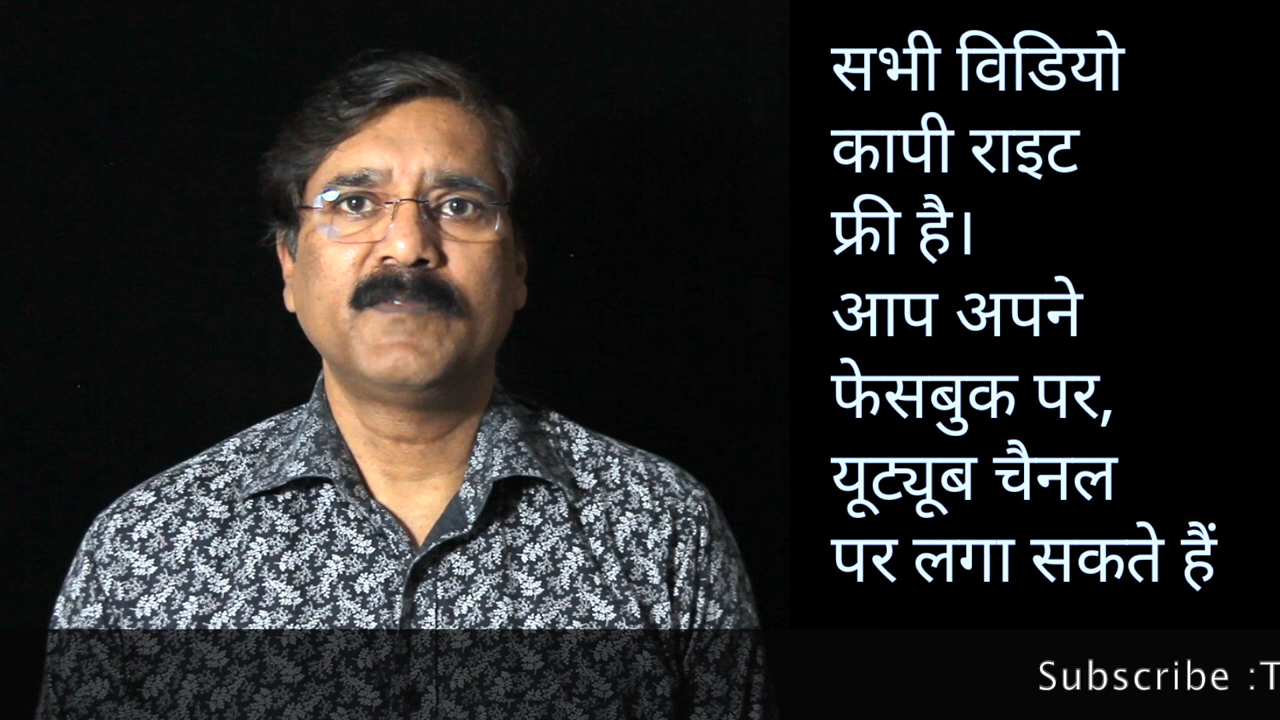 सभी विडियो
कापी राइट
फ्री है।
आप अपने
फेसबुक पर,
यूट्यूब चैनल
पर लगा सकते हैं
Subscribe :T